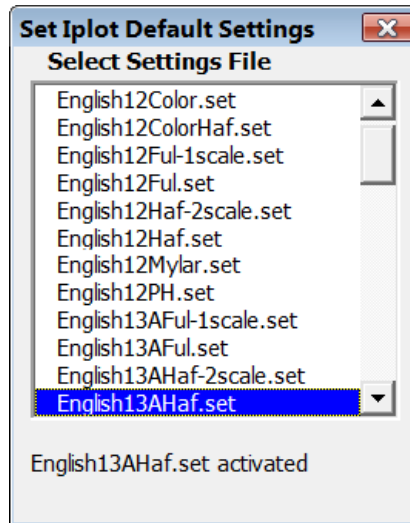 Set Iplot Default Settings
Select Settings File
English12Color.set
English12ColorHaf.set
English12Ful-1scale.set
English12Ful.set
English12Haf-2scale.set
English12Haf.set
English12Mylar.set
English12PH.set
English13AFul-1scale.set
English13AFul.set
English13AHaf-2scale.set
English13AHaf.set
English13AHaf.set activated